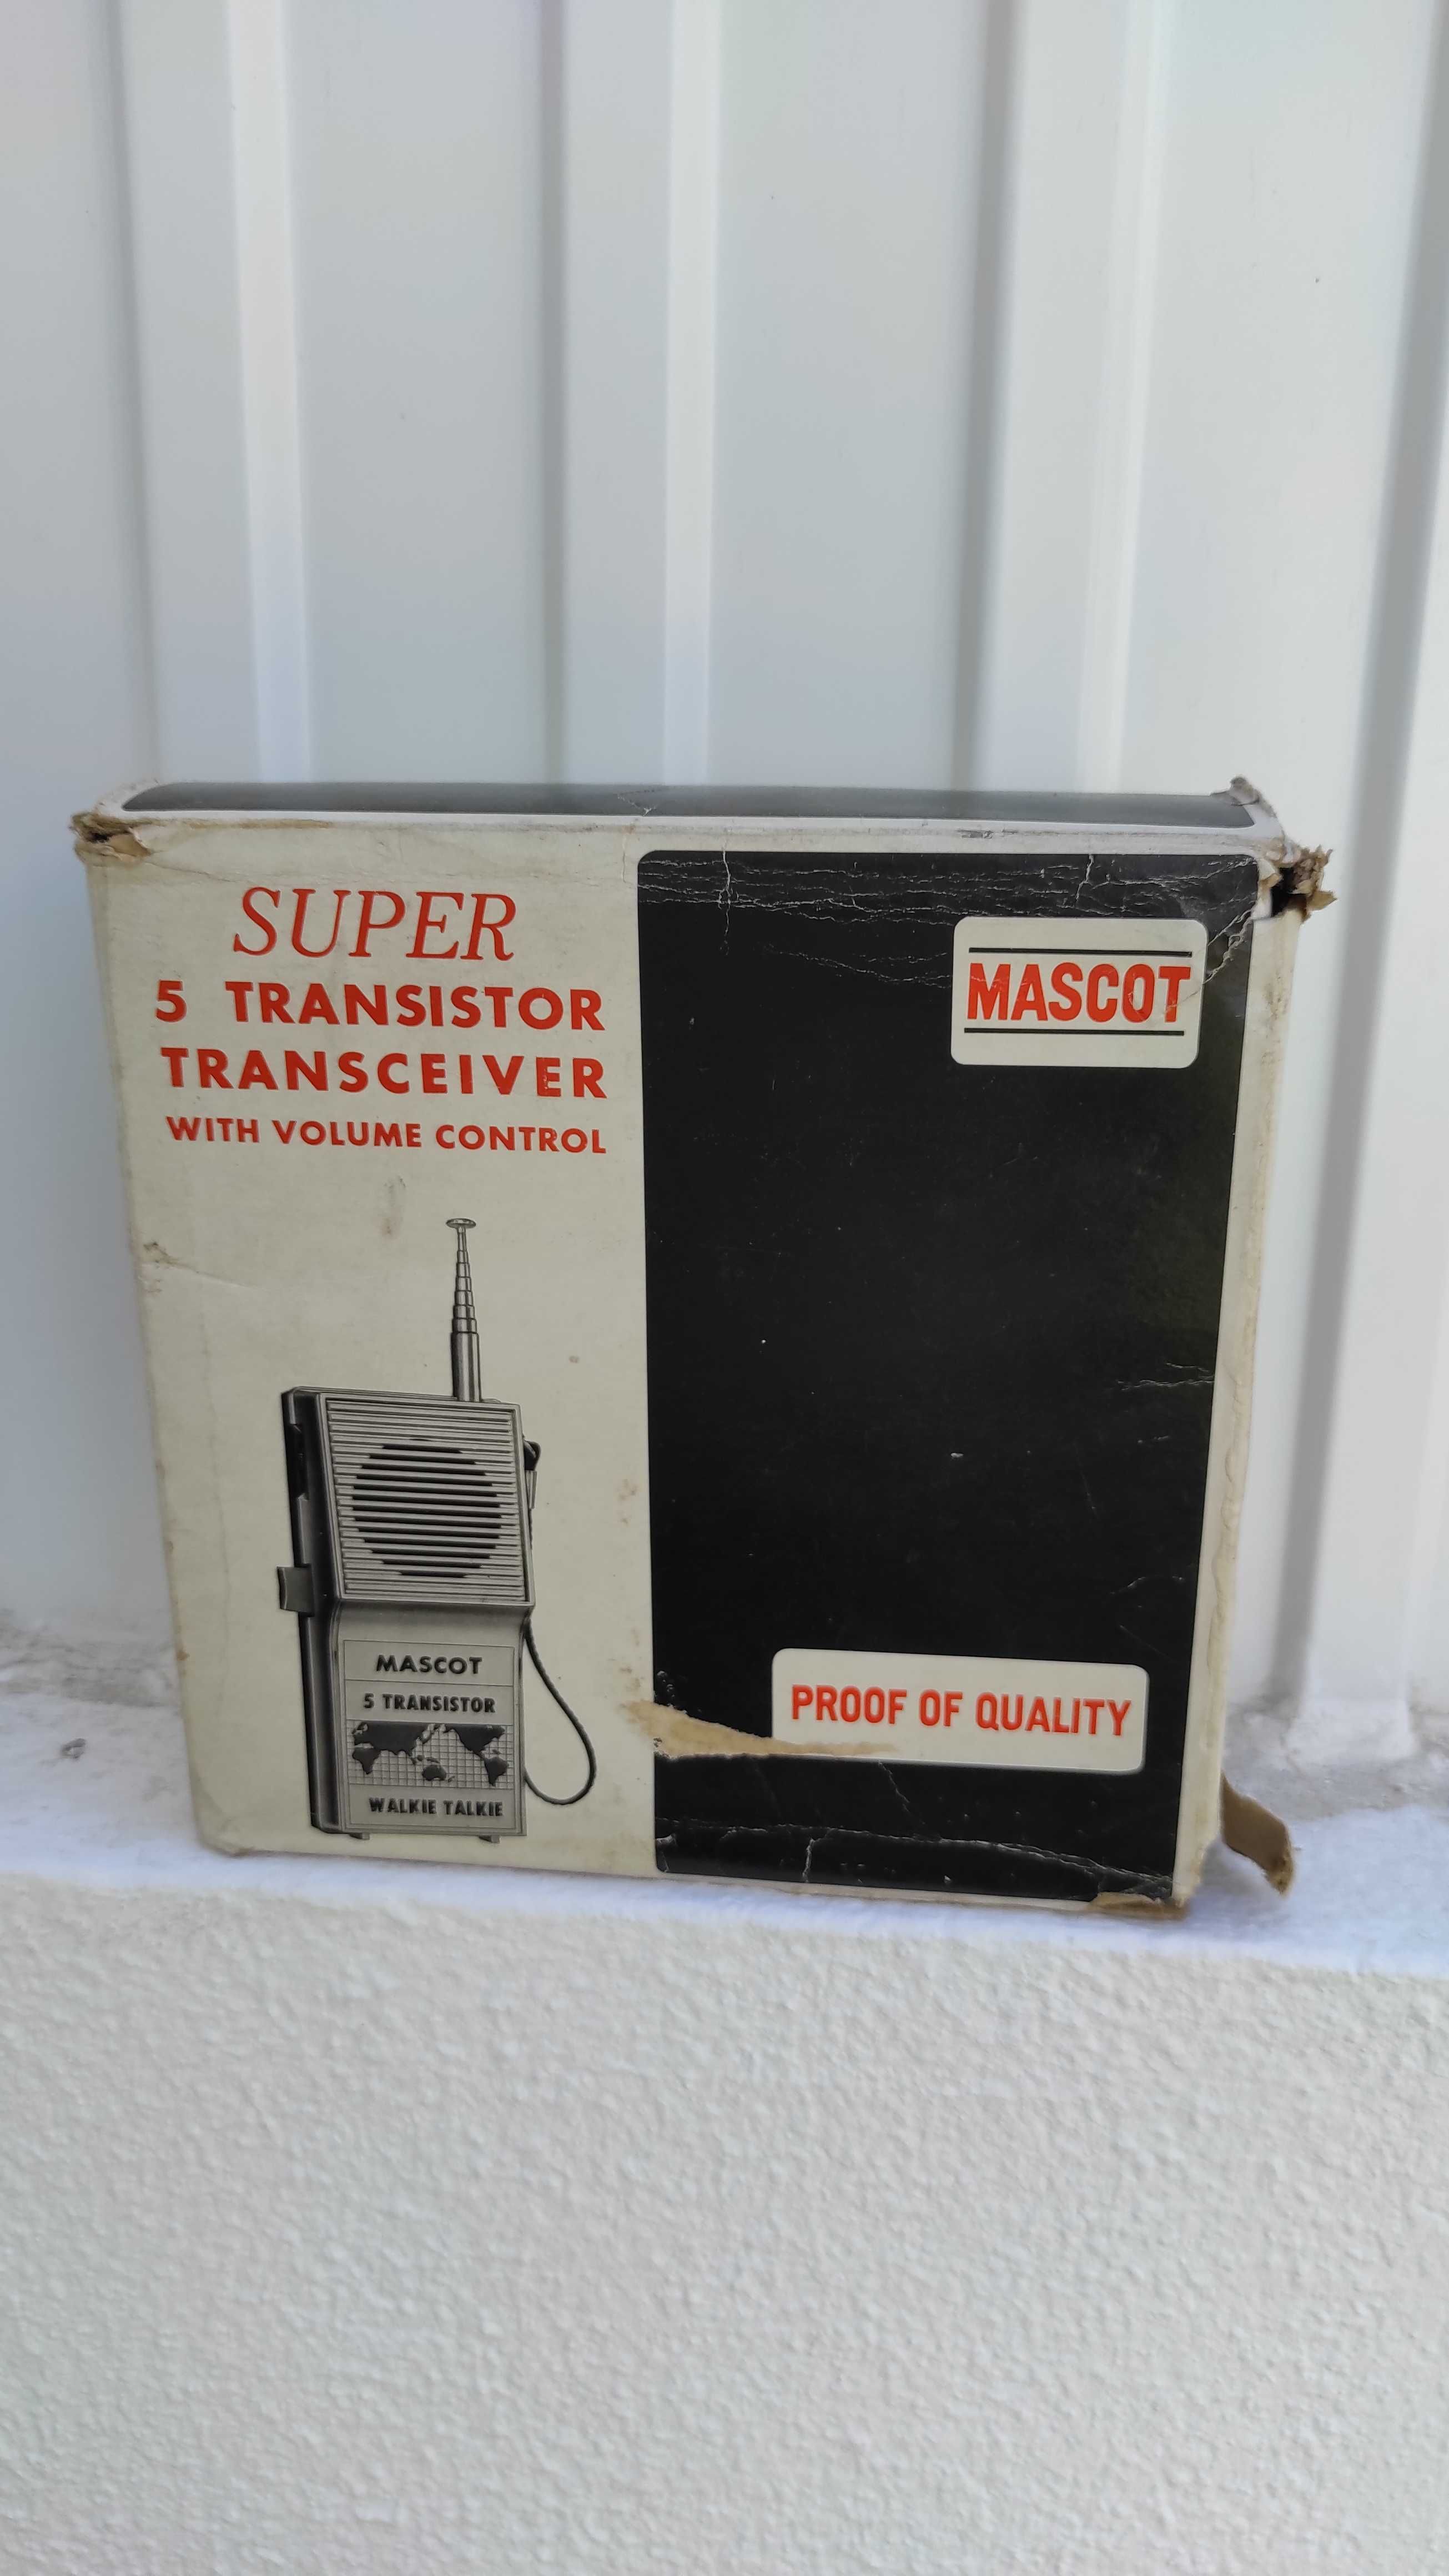 SUPER
5 TRANSISTOR
TRANSCEIVER
WITH VOLUME CONTROL
MASCOT
5 TRANSISTOR
WALKIE TALKIE
MASCOT
PROOF OF QUALITY